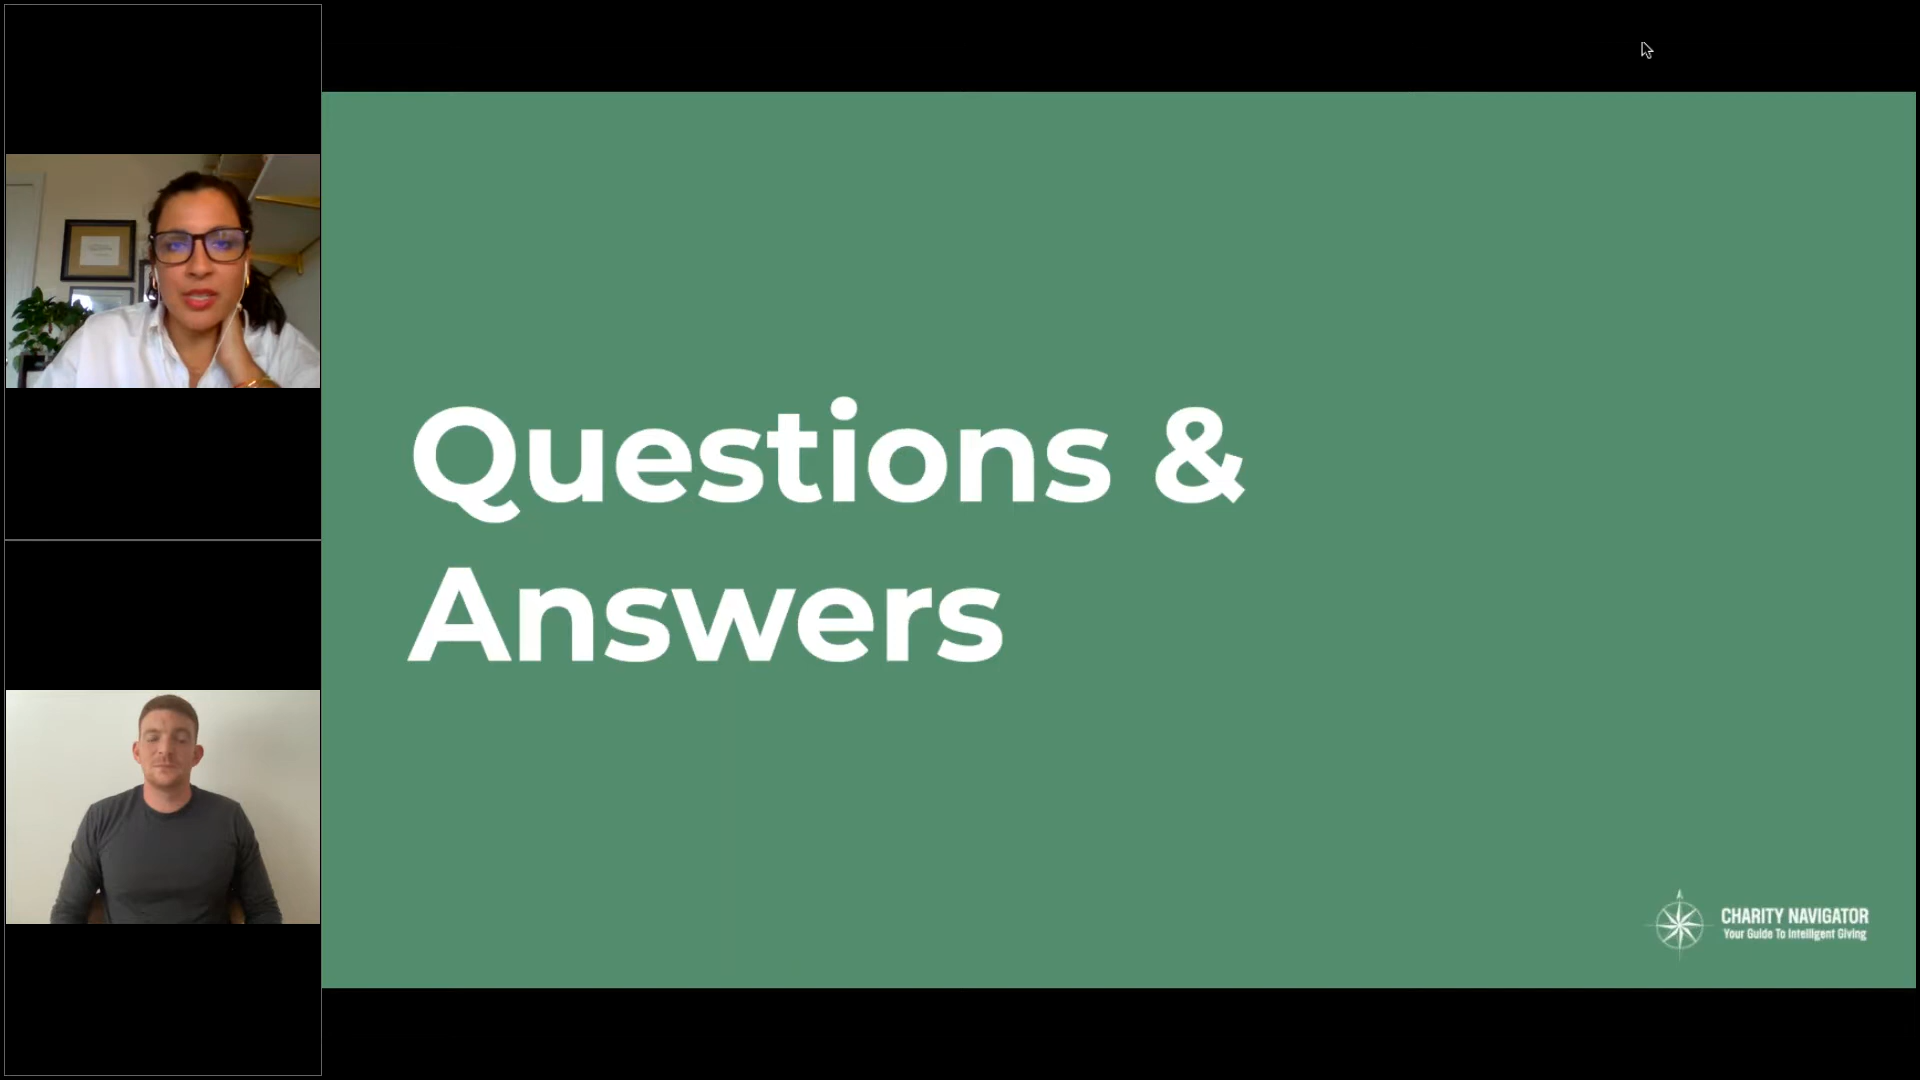 Questions &
Answers
CHARITY NAVIGATOR
Your Guide To Intelligent Giving